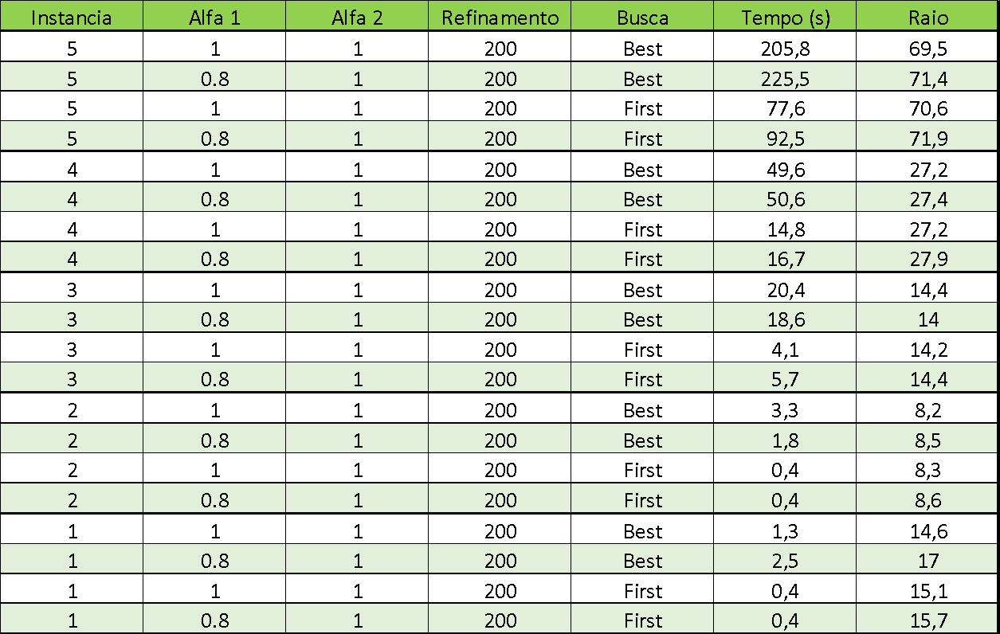 Instancia Alfa 1 Alfa 2 Refinamento Busca Tempo (s) Raio
5 1 1 200 Best 205,8 69,5
5 0.8 1 200 Best 225,5 71,4
5 1 1 200 First 77,6 70,6
5 0.8 1 200 First 92,5 71,9
4 1 1 200 Best 49,6 27,2
4 0.8 1 200 Best 50,6 27,4
4 1 1 200 First 14,8 27,2
4 0.8 1 200 First 16,7 27,9
3 1 1 200 Best 20,4 14,4
3 0.8 1 200 Best 18,6 14
3 1 1 200 First 4,1 14,2
3 0.8 1 200 First 5,7 14,4
2 1 1 200 Best 3,3 8,2
2 0.8 1 200 Best 1,8 8,5
2 1 1 200 First 0,4 8,3
2 0.8 1 200 First 0,4 8,6
1 1 1 200 Best 1,3 14,6
1 0.8 1 200 Best 2,5 17
1 1 1 200 First 0,4 15,1
1 0.8 1 200 First 0,4 15,7